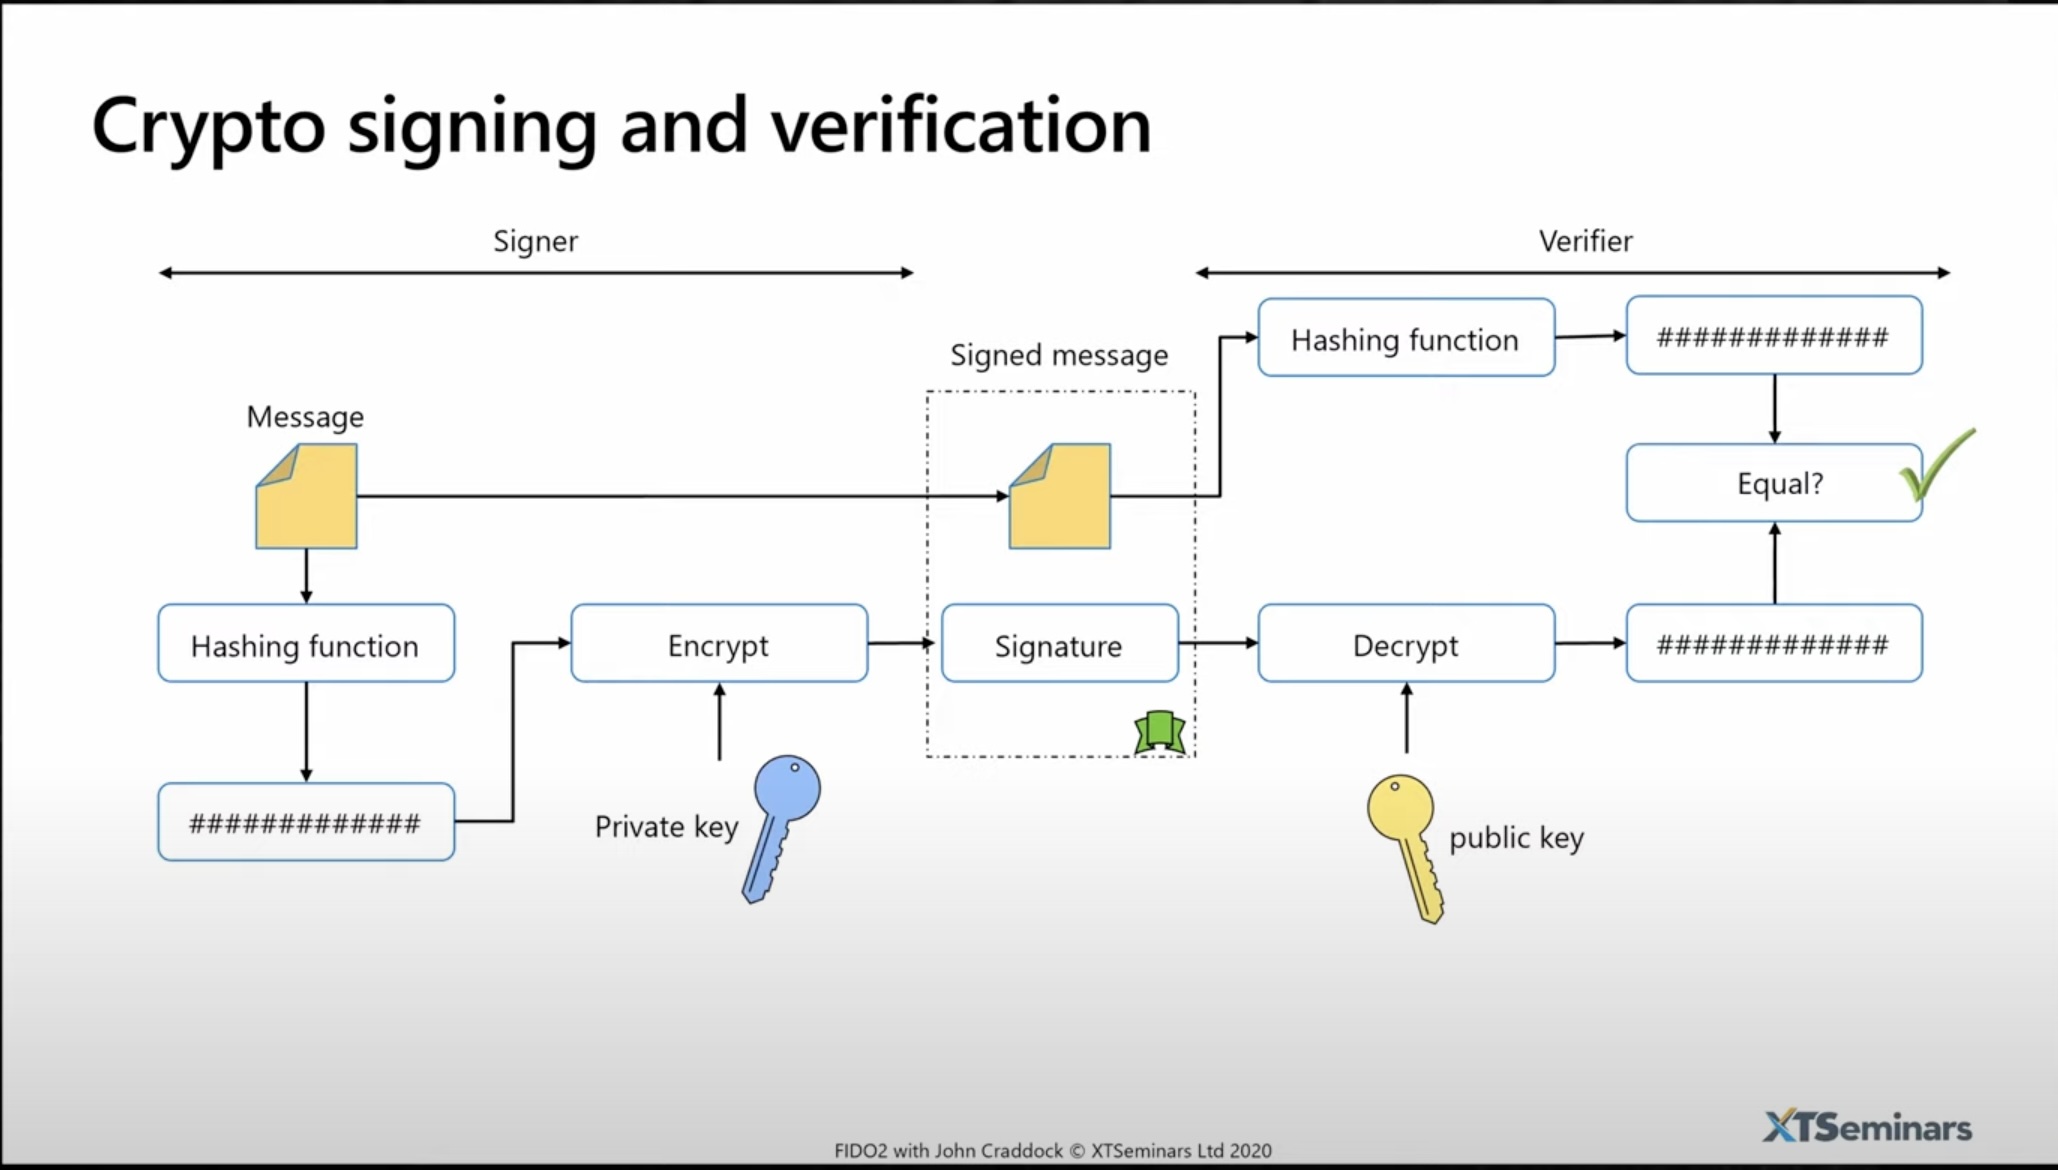 Crypto signing and verification
Signer
Verifier
Hashing function
#############
Signed message
Message
Equal?
Hashing function
Encrypt
Signature
Decrypt
#############
#############
Private key
public key
XTSeminars
FIDO2 with John Craddock © XTSeminars Ltd 2020